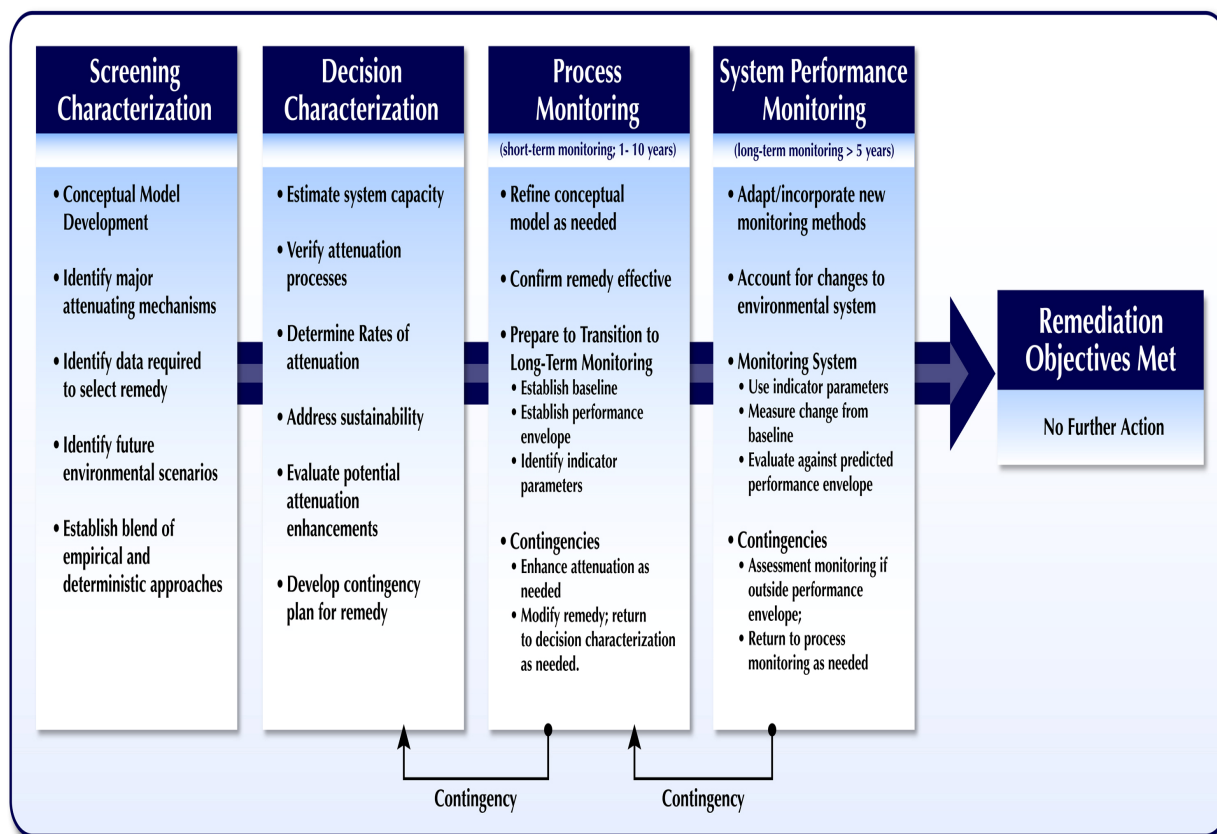 Screening
Characterization
• Conceptual Model
Development
• Identify major
attenuating mechanisms
• Identify data required
to select remedy
• Identify future
environmental scenarios
• Establish blend of
empirical and
deterministic approaches
Decision
Characterization
• Estimate system capacity
• Verify attenuation
processes
• Determine Rates of
attenuation
• Address sustainability
• Evaluate potential
attenuation
enhancements
• Develop contingency
plan for remedy
Process
Monitoring
(short-term monitoring; 1- 10 years)
• Refine conceptual
model as needed
• Confirm remedy effective
• Prepare to Transition to
Long-Term Monitoring
• Establish baseline
• Establish performance
envelope
• Identify indicator
parameters
• Contingencies
• Enhance attenuation as
needed
• Modify remedy; return
to decision characterization
as needed.
System Performance
Monitoring
(long-term monitoring > 5 years)
• Adapt/incorporate new
monitoring methods
• Account for changes to
environmental system
• Monitoring System
• Use indicator parameters
• Measure change from
baseline
• Evaluate against predicted
performance envelope
• Contingencies
• Assessment monitoring if
outside performance
envelope;
• Return to process
monitoring as needed
Remediation
Objectives Met
No Further Action
Contingency
Contingency